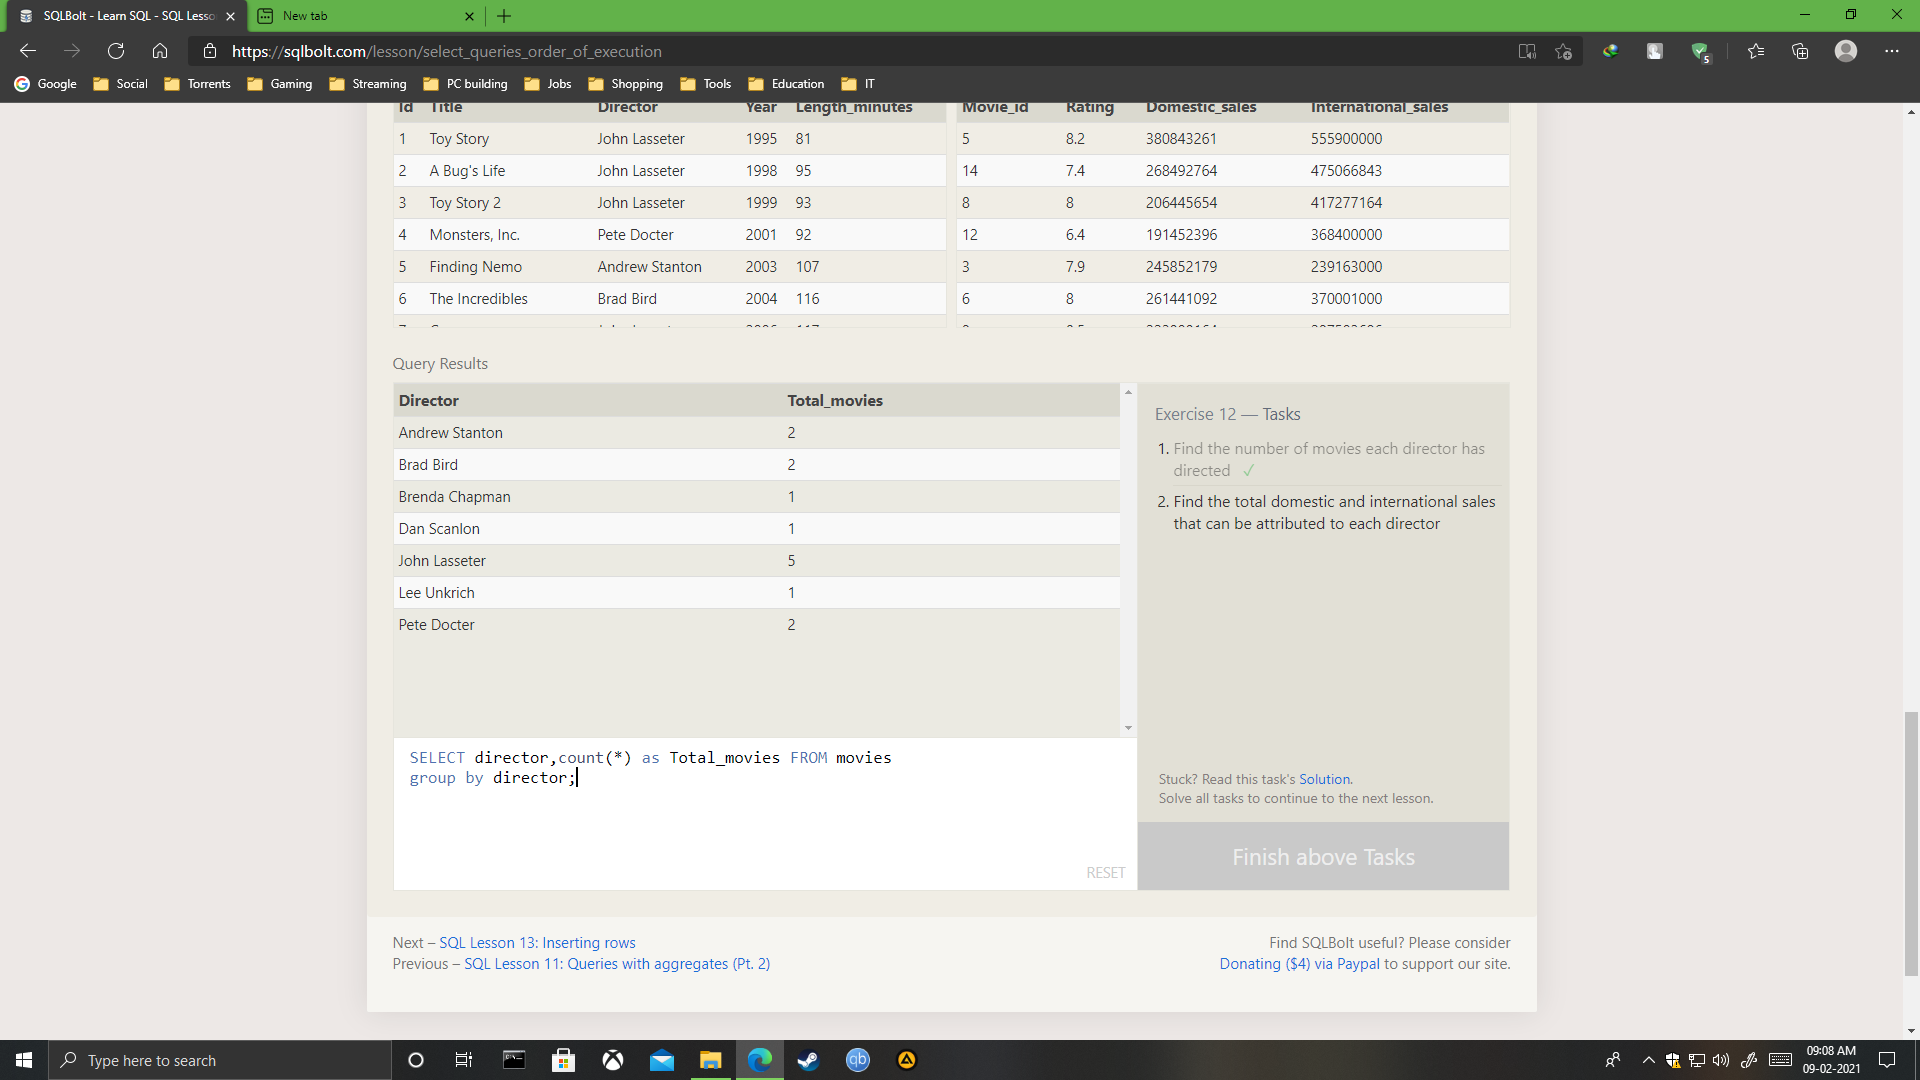 SQLBolt - Learn SQL - SQL Lesso
New tab
https://sqlbolt.com/lesson/select_queries_order_of_execution
5
Google Social Torrents Gaming Streaming PC building Jobs Shopping Tools Education IT
Id Title Director Year Length_minutes Movie_id Rating Domestic_sales International_sales
1 Toy Story John Lasseter 1995 81 5 8.2 380843261 555900000
2 A Bug's Life John Lasseter 1998 95 14 7.4 268492764 475066843
3 Toy Story 2 John Lasseter 1999 93 8 8 206445654 417277164
4 Monsters, Inc. Pete Docter 2001 92 12 6.4 191452396 368400000
5 Finding Nemo Andrew Stanton 2003 107 3 7.9 245852179 239163000
6 The Incredibles Brad Bird 2004 116 6 8 261441092 370001000
Query Results
Director Total_movies
Andrew Stanton 2
Brad Bird 2
Brenda Chapman 1
Dan Scanlon 1
John Lasseter 5
Lee Unkrich 1
Pete Docter 2
Exercise 12 — Tasks
1. Find the number of movies each director has
directed ✓
2. Find the total domestic and international sales
that can be attributed to each director
SELECT director,count(*) as Total_movies FROM movies
group by director;
RESET
Stuck? Read this task's Solution.
Solve all tasks to continue to the next lesson.
Finish above Tasks
Next – SQL Lesson 13: Inserting rows
Previous – SQL Lesson 11: Queries with aggregates (Pt. 2)
Find SQLBolt useful? Please consider
Donating ($4) via Paypal to support our site.
Type here to search
qb
09:08 AM
09-02-2021